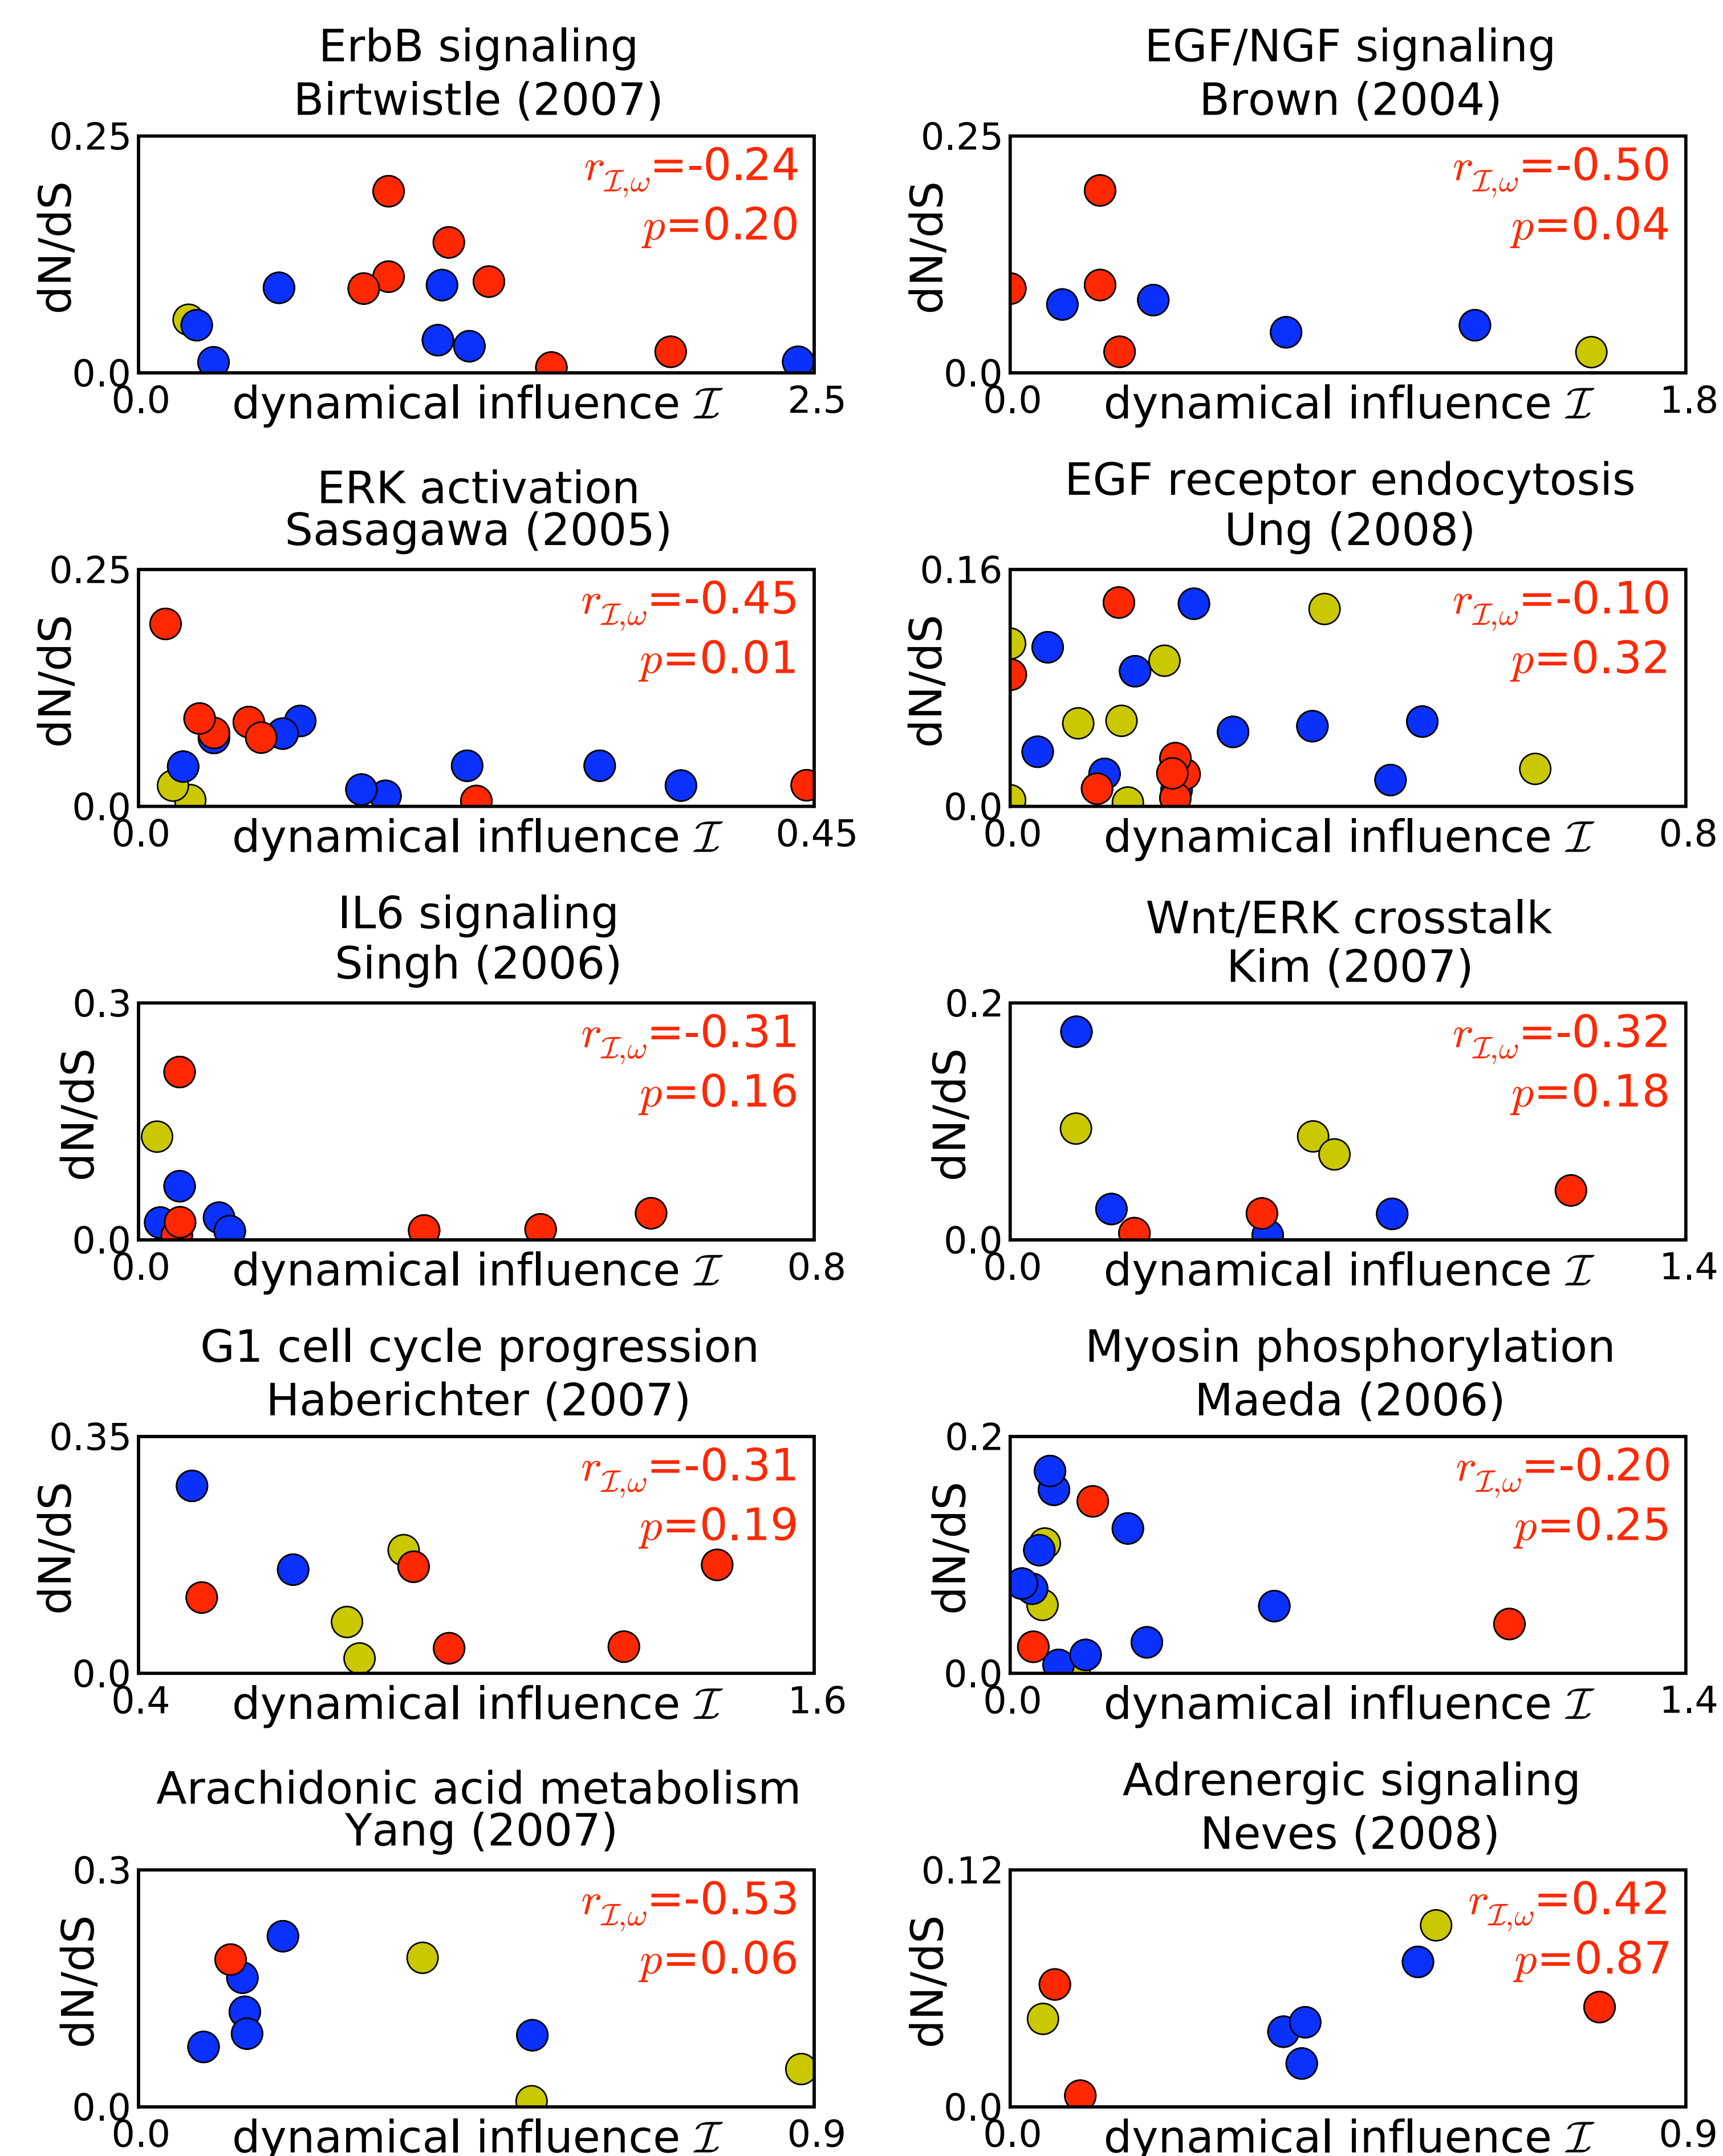 ErbB signaling
Birtwistle (2007)
0.25
dN/dS
0.0
0.0
dynamical influence ℐ
2.5
r_ℐ,ω=-0.24
p=0.20
EGF/NGF signaling
Brown (2004)
0.25
dN/dS
0.0
0.0
dynamical influence ℐ
1.8
r_ℐ,ω=-0.50
p=0.04
ERK activation
Sasagawa (2005)
0.25
dN/dS
0.0
0.0
dynamical influence ℐ
0.45
r_ℐ,ω=-0.45
p=0.01
EGF receptor endocytosis
Ung (2008)
0.16
dN/dS
0.0
0.0
dynamical influence ℐ
0.8
r_ℐ,ω=-0.10
p=0.32
IL6 signaling
Singh (2006)
0.3
dN/dS
0.0
0.0
dynamical influence ℐ
0.8
r_ℐ,ω=-0.31
p=0.16
Wnt/ERK crosstalk
Kim (2007)
0.2
dN/dS
0.0
0.0
dynamical influence ℐ
1.4
r_ℐ,ω=-0.32
p=0.18
G1 cell cycle progression
Haberichter (2007)
0.35
dN/dS
0.0
0.4
dynamical influence ℐ
1.6
r_ℐ,ω=-0.31
p=0.19
Myosin phosphorylation
Maeda (2006)
0.2
dN/dS
0.0
0.0
dynamical influence ℐ
1.4
r_ℐ,ω=-0.20
p=0.25
Arachidonic acid metabolism
Yang (2007)
0.3
dN/dS
0.0
0.0
dynamical influence ℐ
0.9
r_ℐ,ω=-0.53
p=0.06
Adrenergic signaling
Neves (2008)
0.12
dN/dS
0.0
0.0
dynamical influence ℐ
0.9
r_ℐ,ω=0.42
p=0.87